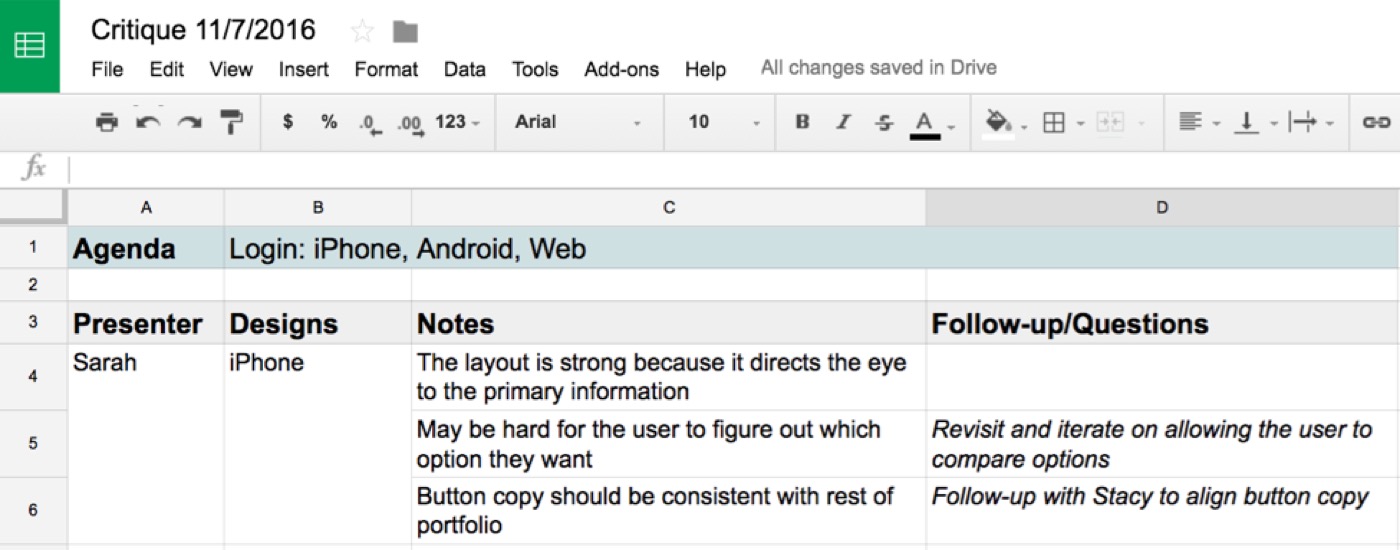 Critique 11/7/2016
File Edit View Insert Format Data Tools Add-ons Help All changes saved in Drive
$ % .0 .00 123 Arial 10 B I S A
fx
A B C D
1 Agenda Login: iPhone, Android, Web
2
3 Presenter Designs Notes Follow-up/Questions
4 Sarah iPhone The layout is strong because it directs the eye
to the primary information
5 May be hard for the user to figure out which
option they want
Revisit and iterate on allowing the user to
compare options
6 Button copy should be consistent with rest of
portfolio
Follow-up with Stacy to align button copy